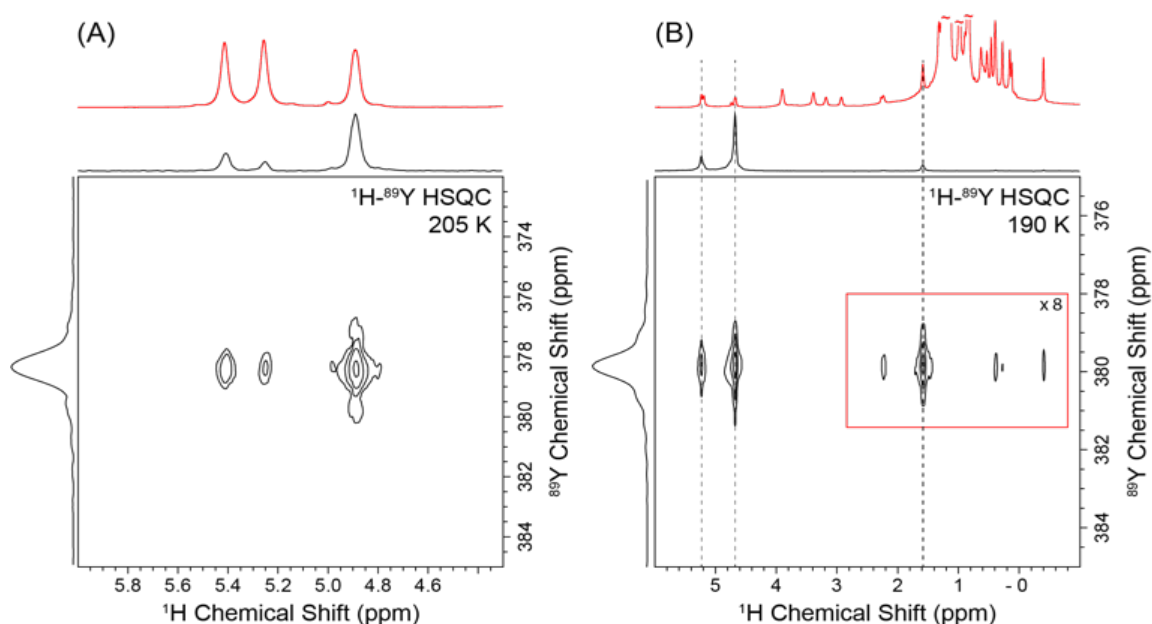 (A)
¹H-⁸⁹Y HSQC
205 K
374
376
378
380
382
384
⁸⁹Y Chemical Shift (ppm)
5.8
5.6
5.4
5.2
5.0
4.8
4.6
¹H Chemical Shift (ppm)
(B)
¹H-⁸⁹Y HSQC
190 K
x 8
376
378
380
382
384
⁸⁹Y Chemical Shift (ppm)
5
4
3
2
1
- 0
¹H Chemical Shift (ppm)